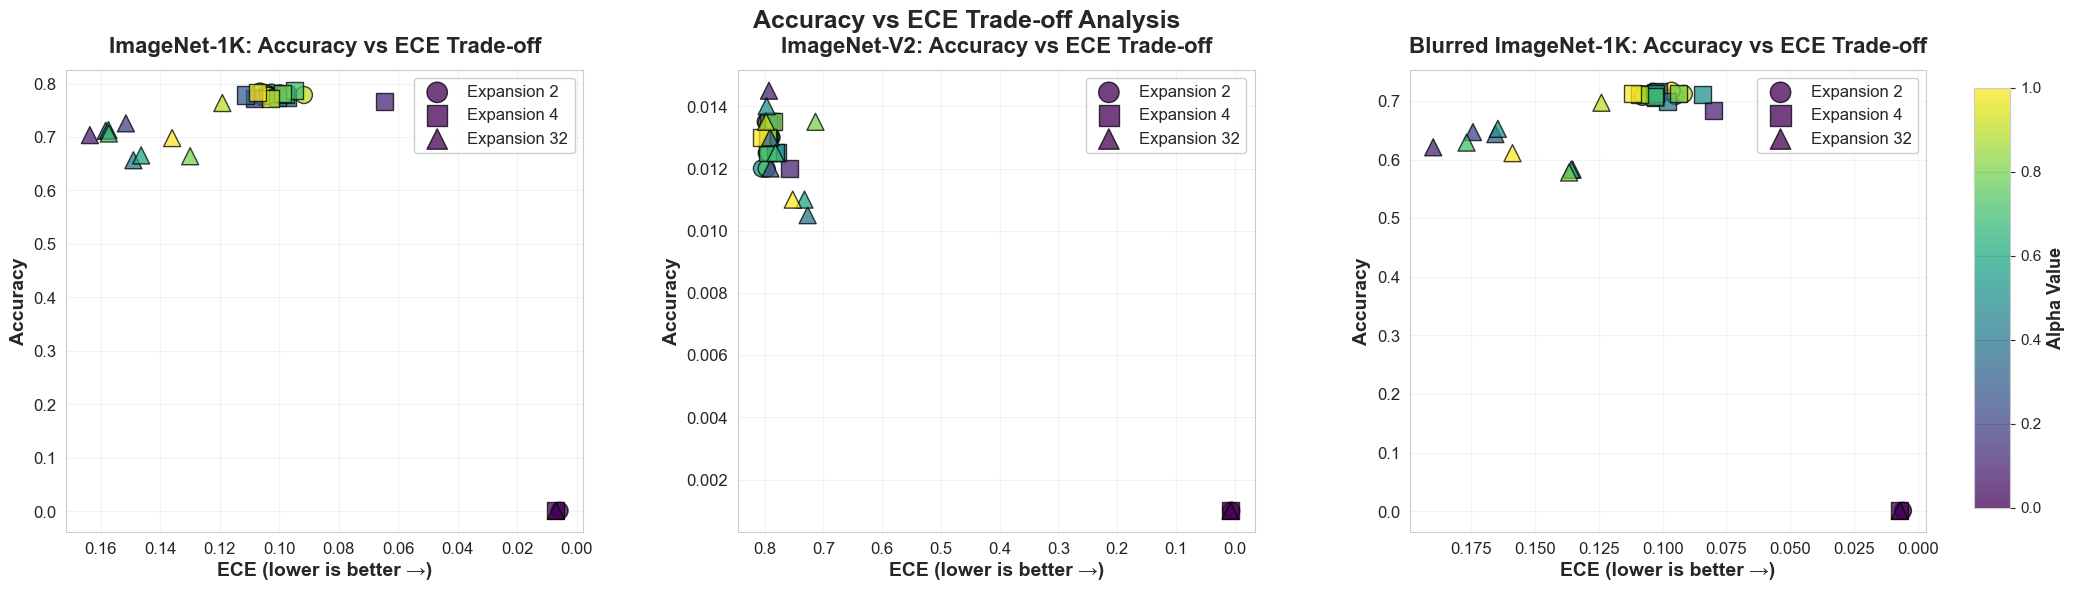 Accuracy vs ECE Trade-off Analysis
ImageNet-1K: Accuracy vs ECE Trade-off
Accuracy
0.8
0.7
0.6
0.5
0.4
0.3
0.2
0.1
0.0
Expansion 2
Expansion 4
Expansion 32
0.16 0.14 0.12 0.10 0.08 0.06 0.04 0.02 0.00
ECE (lower is better →)
ImageNet-V2: Accuracy vs ECE Trade-off
Accuracy
0.014
0.012
0.010
0.008
0.006
0.004
0.002
Expansion 2
Expansion 4
Expansion 32
0.8 0.7 0.6 0.5 0.4 0.3 0.2 0.1 0.0
ECE (lower is better →)
Blurred ImageNet-1K: Accuracy vs ECE Trade-off
Accuracy
0.7
0.6
0.5
0.4
0.3
0.2
0.1
0.0
Expansion 2
Expansion 4
Expansion 32
0.175 0.150 0.125 0.100 0.075 0.050 0.025 0.000
ECE (lower is better →)
1.0
0.8
0.6
0.4
0.2
0.0
Alpha Value